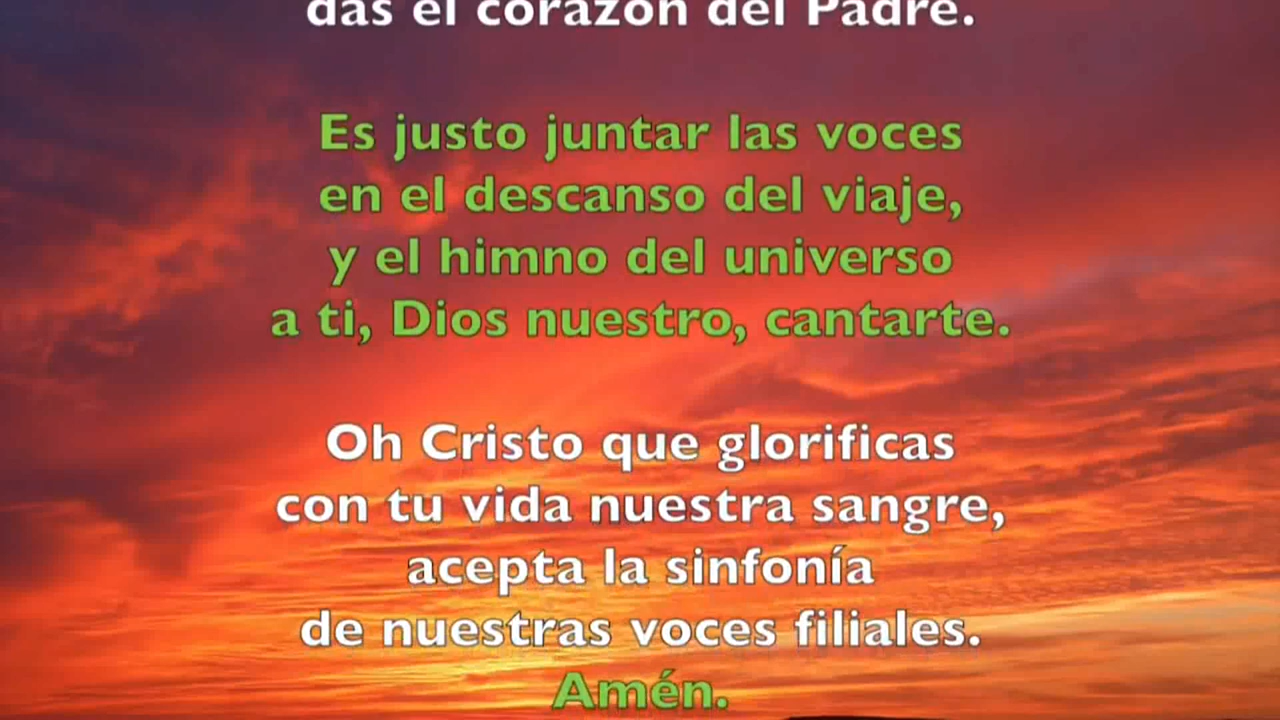 das el corazón del Padre.
Es justo juntar las voces
en el descanso del viaje,
y el himno del universo
a ti, Dios nuestro, cantarte.
Oh Cristo que glorificas
con tu vida nuestra sangre,
acepta la sinfonía
de nuestras voces filiales.
Amén.